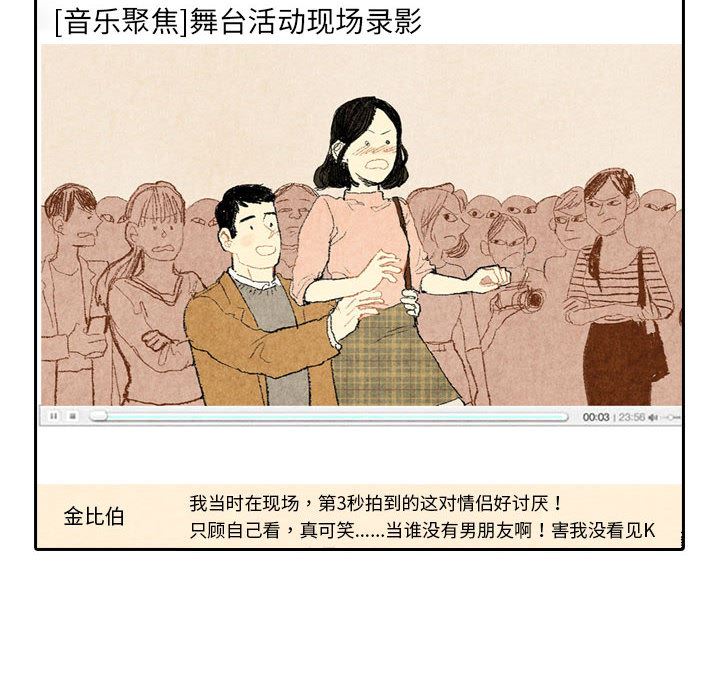 [音乐聚焦]舞台活动现场录影
00:03 | 23:56
金比伯
我当时在现场，第3秒拍到的这对情侣好讨厌！
只顾自己看，真可笑......当谁没有男朋友啊！害我没看见K